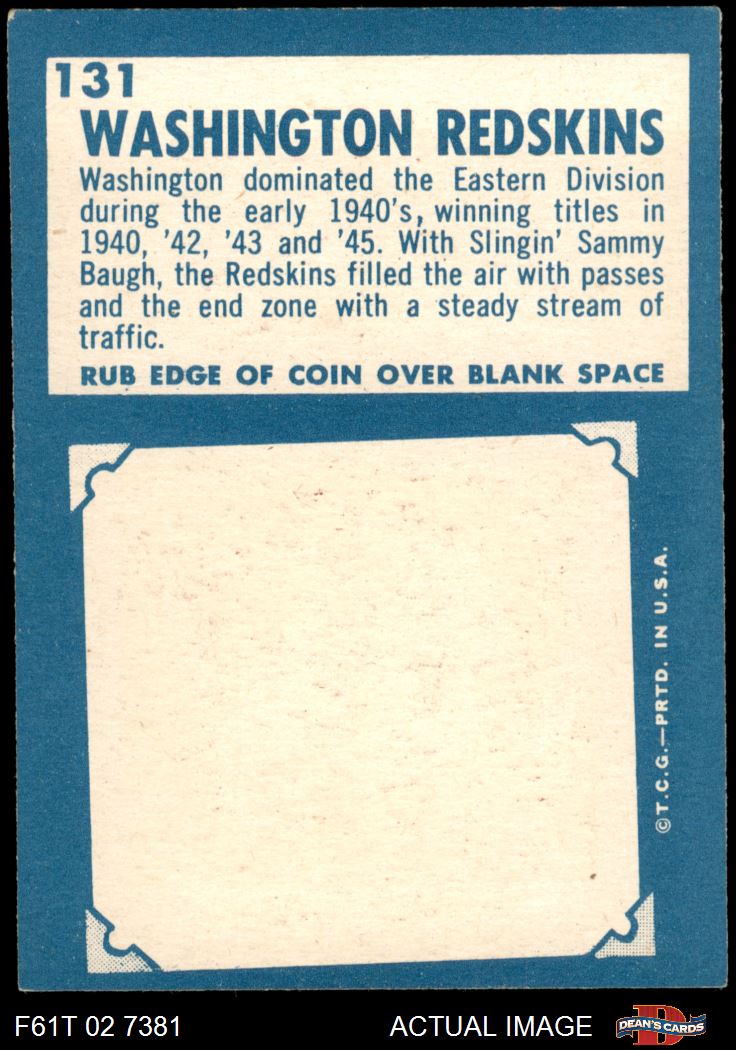 131
WASHINGTON REDSKINS
Washington dominated the Eastern Division
during the early 1940's, winning titles in
1940, '42, '43 and '45. With Slingin' Sammy
Baugh, the Redskins filled the air with passes
and the end zone with a steady stream of
traffic.
RUB EDGE OF COIN OVER BLANK SPACE
©T.C.G.—PRTD. IN U.S.A.
F61T 02 7381
ACTUAL IMAGE
D
DEAN'S CARDS